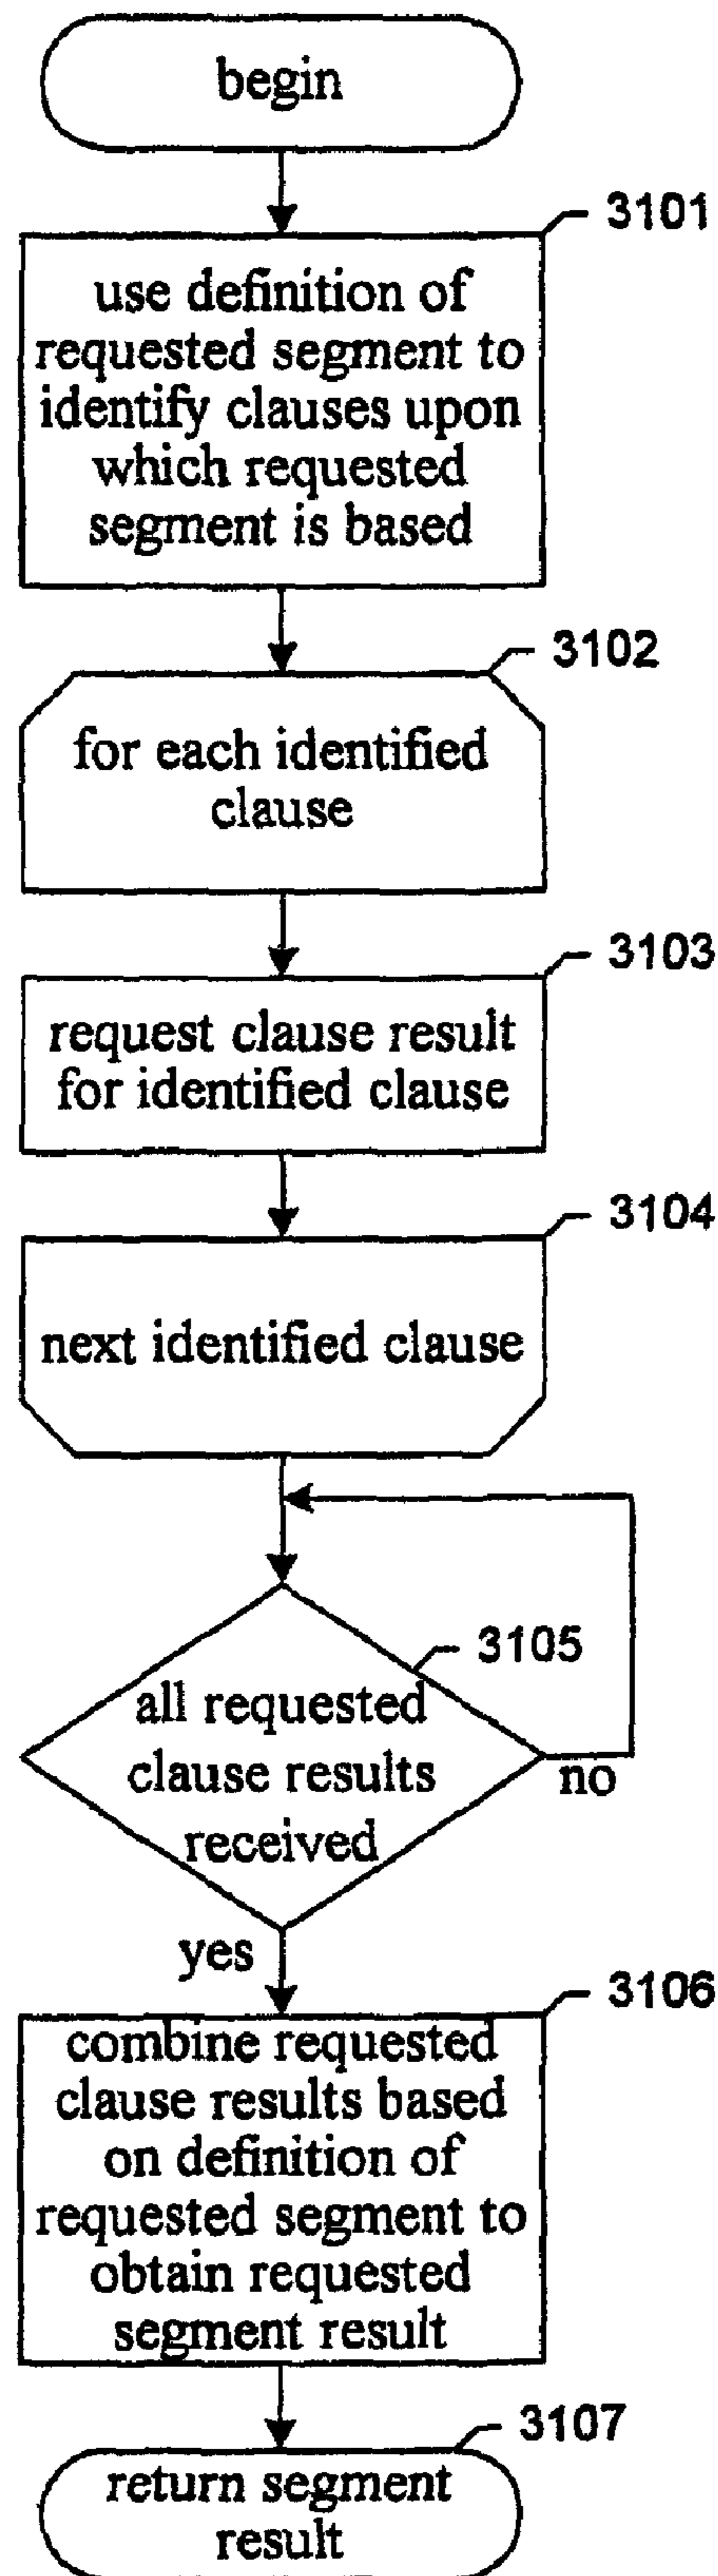 begin
3101
use definition of
requested segment to
identify clauses upon
which requested
segment is based
3102
for each identified
clause
3103
request clause result
for identified clause
3104
next identified clause
3105
all requested
clause results
received
no
yes
3106
combine requested
clause results based
on definition of
requested segment to
obtain requested
segment result
3107
return segment
result